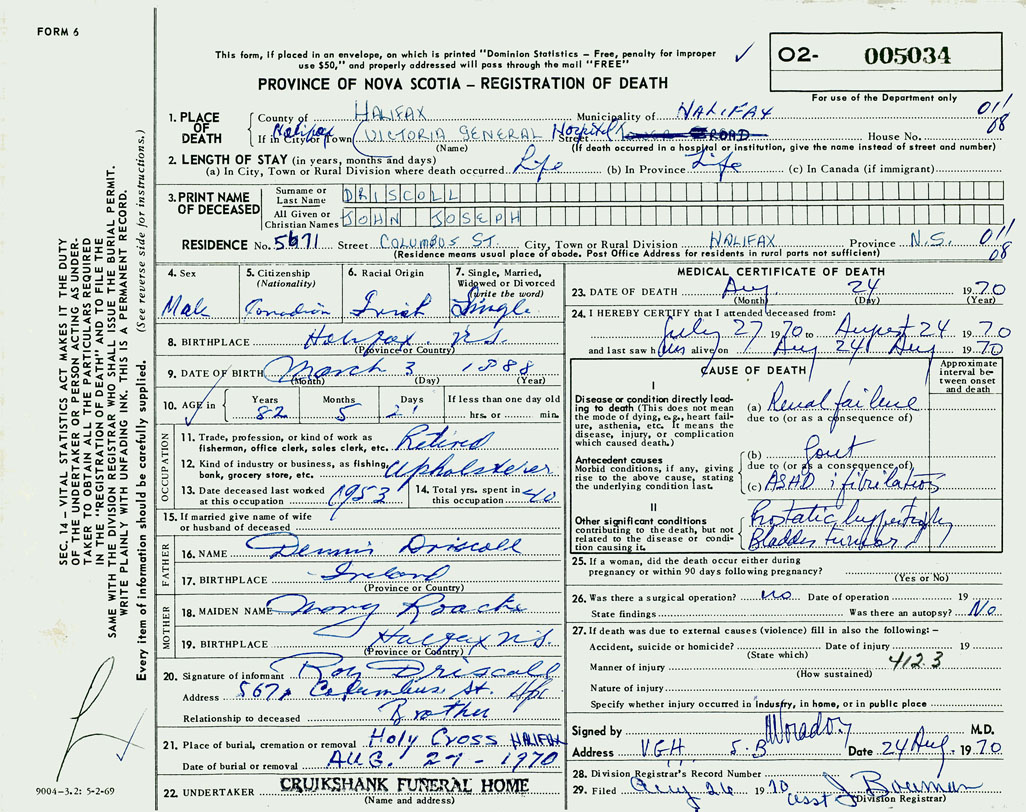 FORM 6
This form, if placed in an envelope, on which is printed "Dominion Statistics – Free, penalty for improper
use $50," and properly addressed will pass through the mail "FREE"
PROVINCE OF NOVA SCOTIA – REGISTRATION OF DEATH
02- 005034
For use of the Department only
SEC. 14 – VITAL STATISTICS ACT MAKES IT THE DUTY
OF THE UNDERTAKER OR PERSON ACTING AS UNDER-
TAKER TO OBTAIN ALL THE PARTICULARS REQUIRED
IN THE "REGISTRATION OF DEATH" AND TO FILE THE
SAME WITH THE DIVISION REGISTRAR WHO SHALL ISSUE THE BURIAL PERMIT.
WRITE PLAINLY WITH UNFADING INK. THIS IS A PERMANENT RECORD.
Every item of information should be carefully supplied. (See reverse side for instructions.)
1. PLACE OF DEATH
County of HALIFAX Municipality of HALIFAX 011
If in City or Town Halifax (VICTORIA GENERAL Hospital Street ROAD House No. 08
(Name) (If death occurred in a hospital or institution, give the name instead of street and number)
2. LENGTH OF STAY (in years, months and days)
(a) In City, Town or Rural Division where death occurred Life (b) In Province Life (c) In Canada (if immigrant)
3. PRINT NAME OF DECEASED
Surname or Last Name DRISCOLL
All Given or Christian Names JOHN JOSEPH
RESIDENCE No. 5671 Street COLUMBUS ST. City, Town or Rural Division HALIFAX Province N.S. 011
(Residence means usual place of abode. Post Office Address for residents in rural parts not sufficient) 08
4. Sex Male
5. Citizenship (Nationality) Canadian
6. Racial Origin Irish
7. Single, Married, Widowed or Divorced (write the word) Single
8. BIRTHPLACE Halifax N.S.
(Province or Country)
9. DATE OF BIRTH March 3 1888
(Month) (Day) (Year)
10. AGE in Years 82 Months 5 Days 21 If less than one day old hrs. or min.
OCCUPATION
11. Trade, profession, or kind of work as
fisherman, office clerk, sales clerk, etc. Retired
12. Kind of industry or business, as fishing,
bank, grocery store, etc. Upholsterer
13. Date deceased last worked
at this occupation 1953
14. Total yrs. spent in
this occupation 40
15. If married give name of wife
or husband of deceased
FATHER
16. NAME Dennis Driscoll
17. BIRTHPLACE Ireland
(Province or Country)
MOTHER
18. MAIDEN NAME Mary Roache
19. BIRTHPLACE Halifax N.S.
(Province or Country)
20. Signature of informant Roy Driscoll
Address 5671 Columbus St. Hfx
Relationship to deceased Brother
21. Place of burial, cremation or removal HOLY CROSS HALIFAX
Date of burial or removal AUG. 27 - 1970
22. UNDERTAKER CRUIKSHANK FUNERAL HOME
(Name and address)
9004-3.2: 5-2-69
MEDICAL CERTIFICATE OF DEATH
23. DATE OF DEATH Aug. 24 1970
(Month) (Day) (Year)
24. I HEREBY CERTIFY that I attended deceased from:
July 27 1970 to August 24 1970
and last saw him alive on Aug 24 Aug 1970
CAUSE OF DEATH
Approximate interval be-
tween onset
and death
I
Disease or condition directly lead-
ing to death (This does not mean
the mode of dying, e.g., heart fail-
ure, asthenia, etc. It means the
disease, injury, or complication
which caused death.)
(a) Renal failure
due to (or as a consequence of)
Antecedent causes
Morbid conditions, if any, giving
rise to the above cause, stating
the underlying condition last.
(b) Gout
due to (or as a consequence of)
(c) ASHD fibrilation
II
Other significant conditions
contributing to the death, but not
related to the disease or condi-
tion causing it.
Prostatic hypertrophy
Bladder tumor
25. If a woman, did the death occur either during
pregnancy or within 90 days following pregnancy?
(Yes or No)
26. Was there a surgical operation? no Date of operation 19
State findings Was there an autopsy? No
27. If death was due to external causes (violence) fill in also the following: –
Accident, suicide or homicide? Date of injury 19
(State which) 412.3
Manner of injury
(How sustained)
Nature of injury
Specify whether injury occurred in industry, in home, or in public place
Signed by M.D.
Address VGH Date 24 Aug. 1970
28. Division Registrar's Record Number
29. Filed Aug 26 1970 asst J Bowman
(Division Registrar)